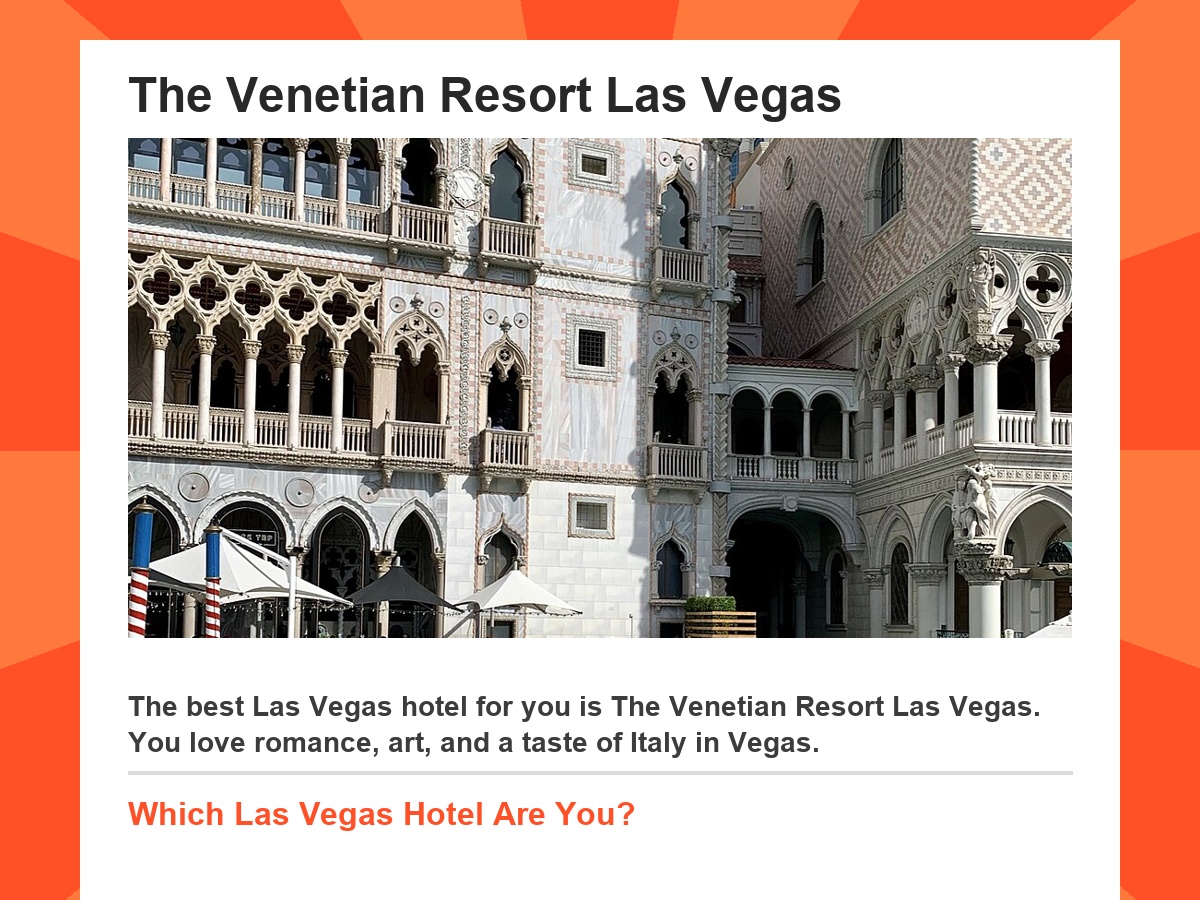 The Venetian Resort Las Vegas
The best Las Vegas hotel for you is The Venetian Resort Las Vegas.
You love romance, art, and a taste of Italy in Vegas.
Which Las Vegas Hotel Are You?